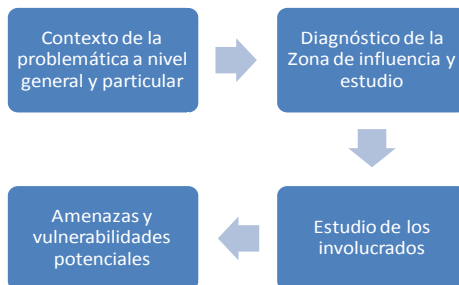 Contexto de la
problemática a nivel
general y particular
Diagnóstico de la
Zona de influencia y
estudio
Estudio de los
involucrados
Amenazas y
vulnerabilidades
potenciales